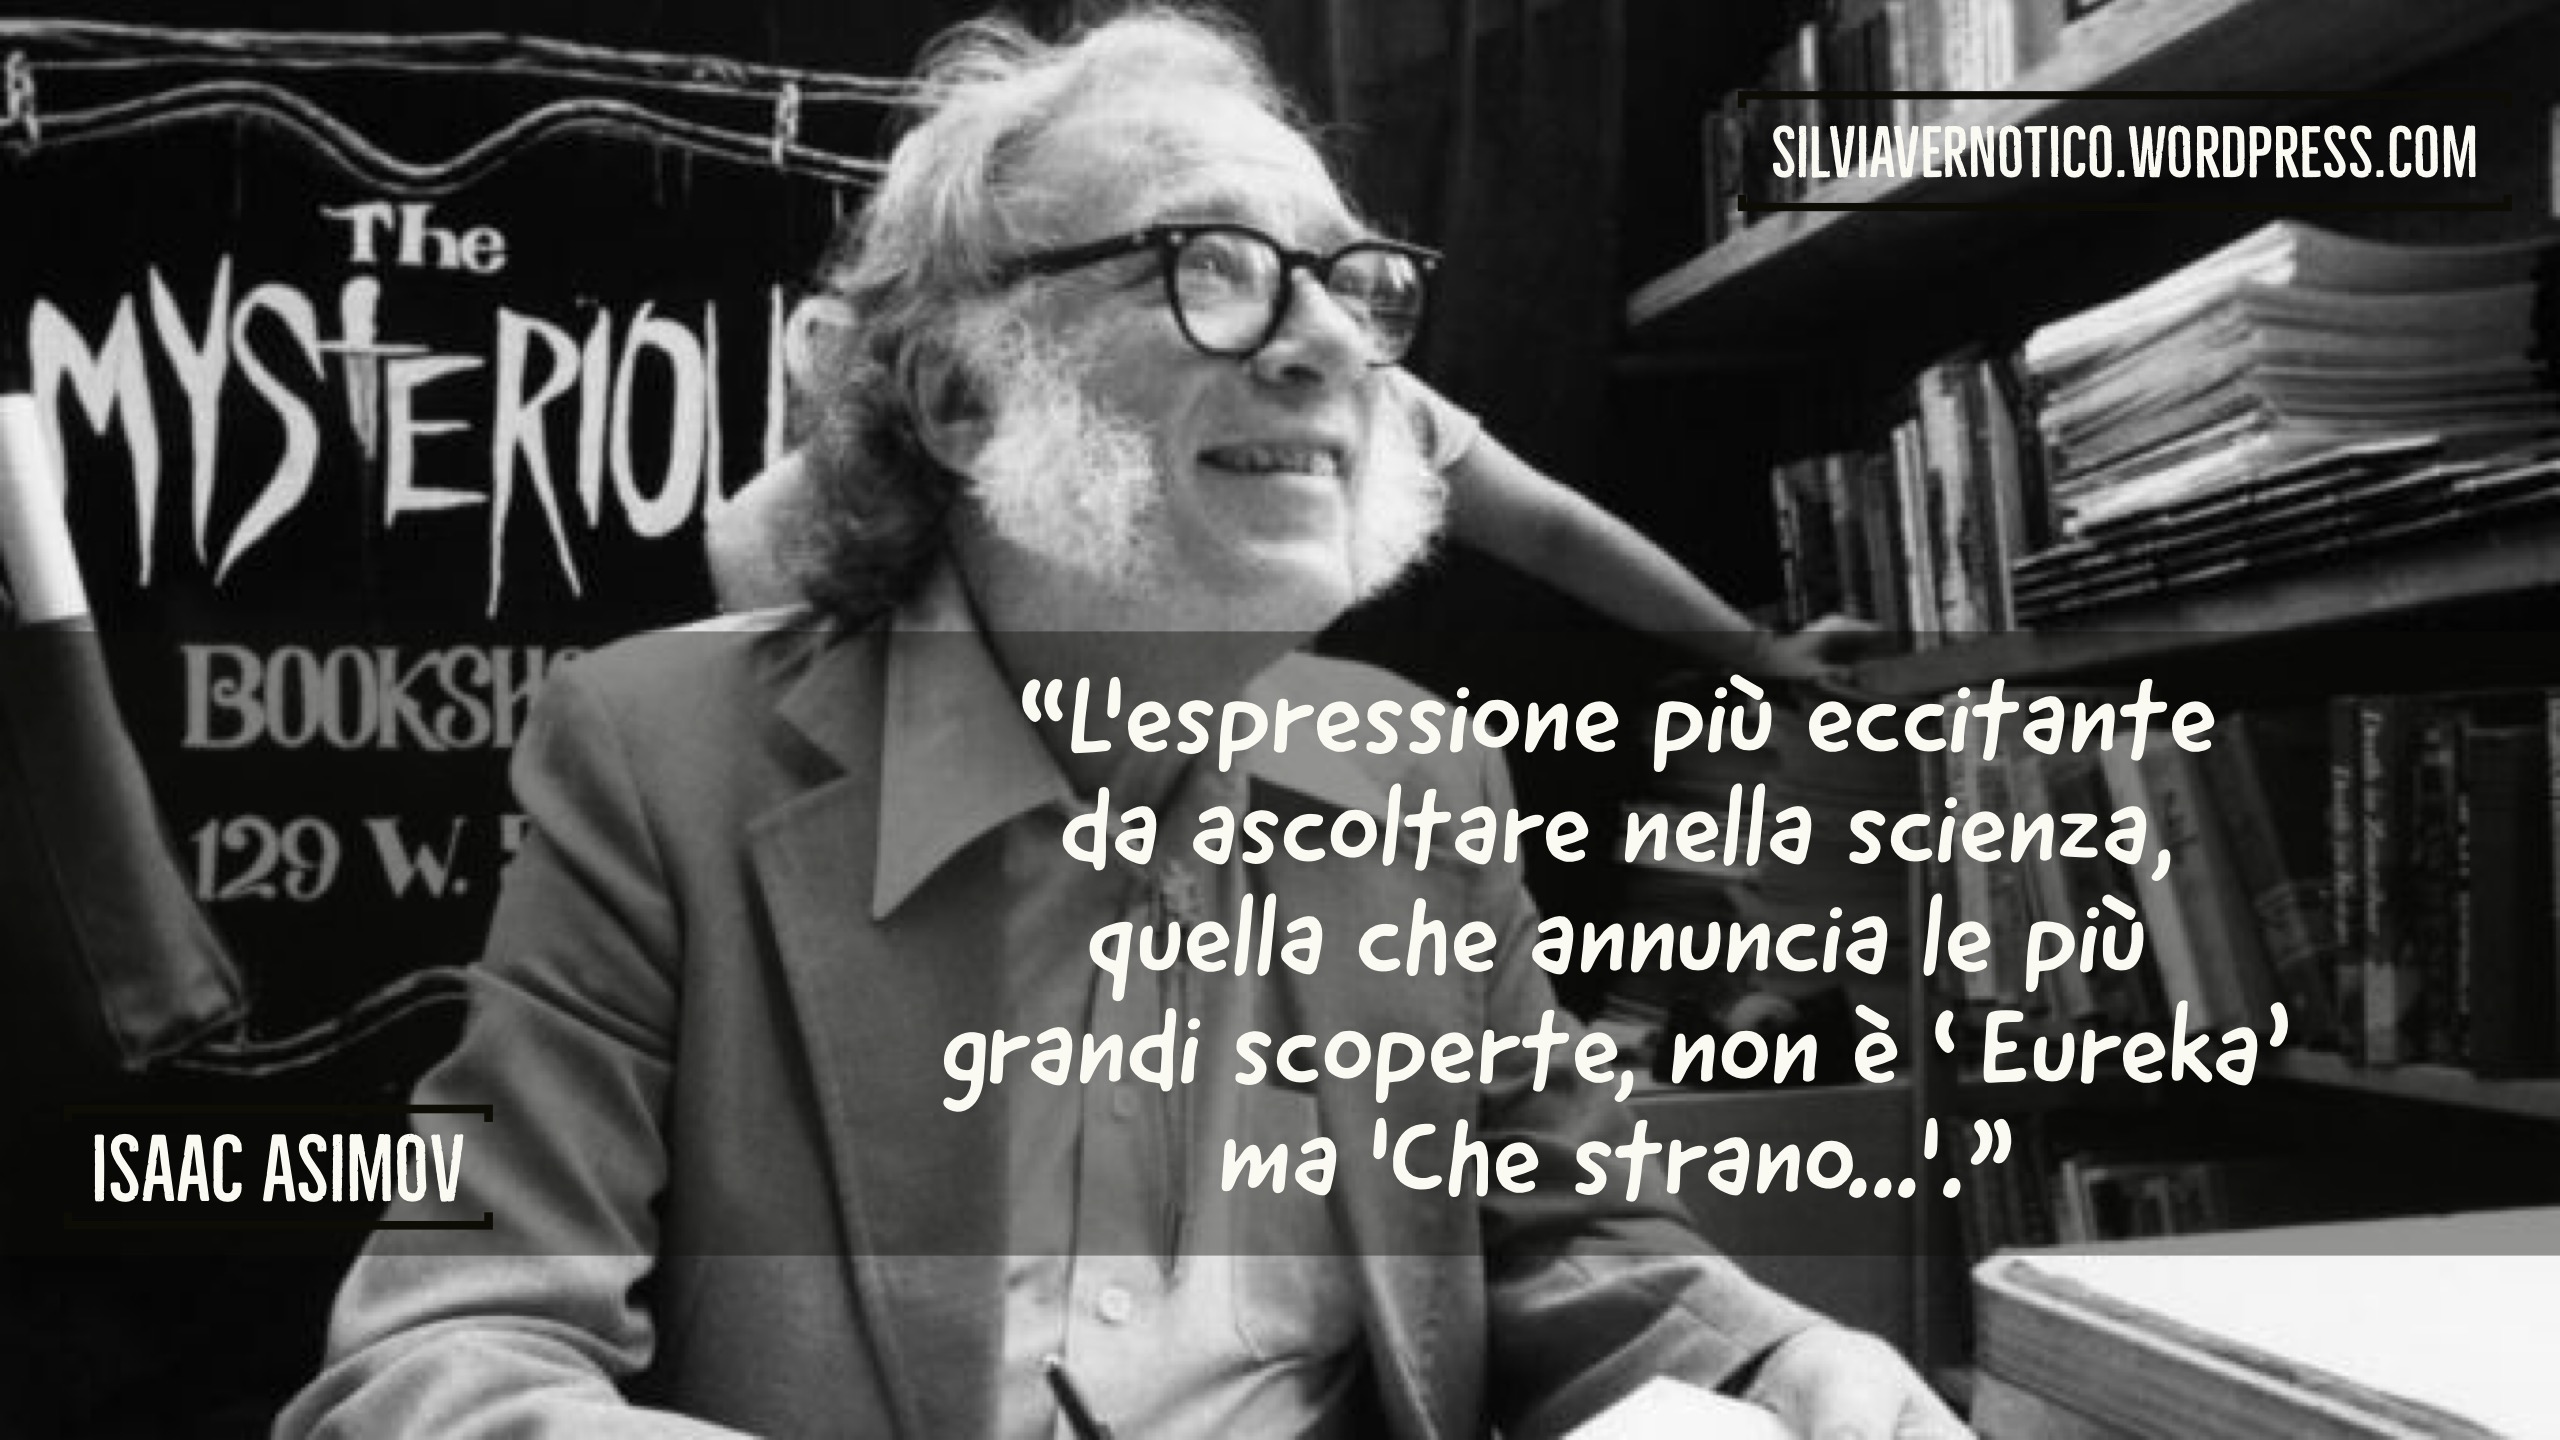 SILVIAVERNOTICO.WORDPRESS.COM
The
MYSTERIOU
BOOKSH
129 W.
“L'espressione più eccitante
da ascoltare nella scienza,
quella che annuncia le più
grandi scoperte, non è ‘ Eureka’
ma 'Che strano...'.”
ISAAC ASIMOV